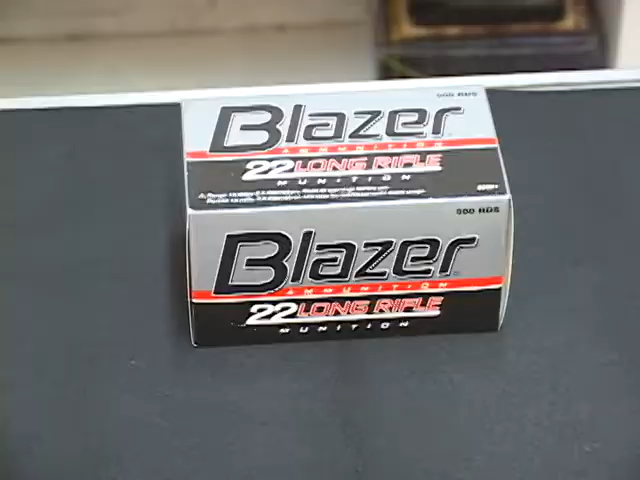 500 RDS
Blazer
AMMUNITION
22 LONG RIFLE
MUNITION
500 RDS
Blazer
AMMUNITION
22 LONG RIFLE
MUNITION